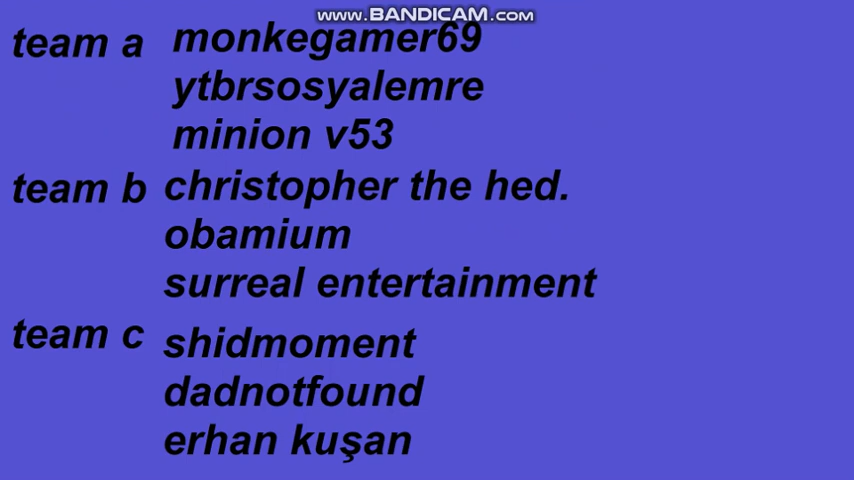 www.BANDICAM.com
team a monkegamer69
ytbrsosyalemre
minion v53
team b christopher the hed.
obamium
surreal entertainment
team c shidmoment
dadnotfound
erhan kuşan